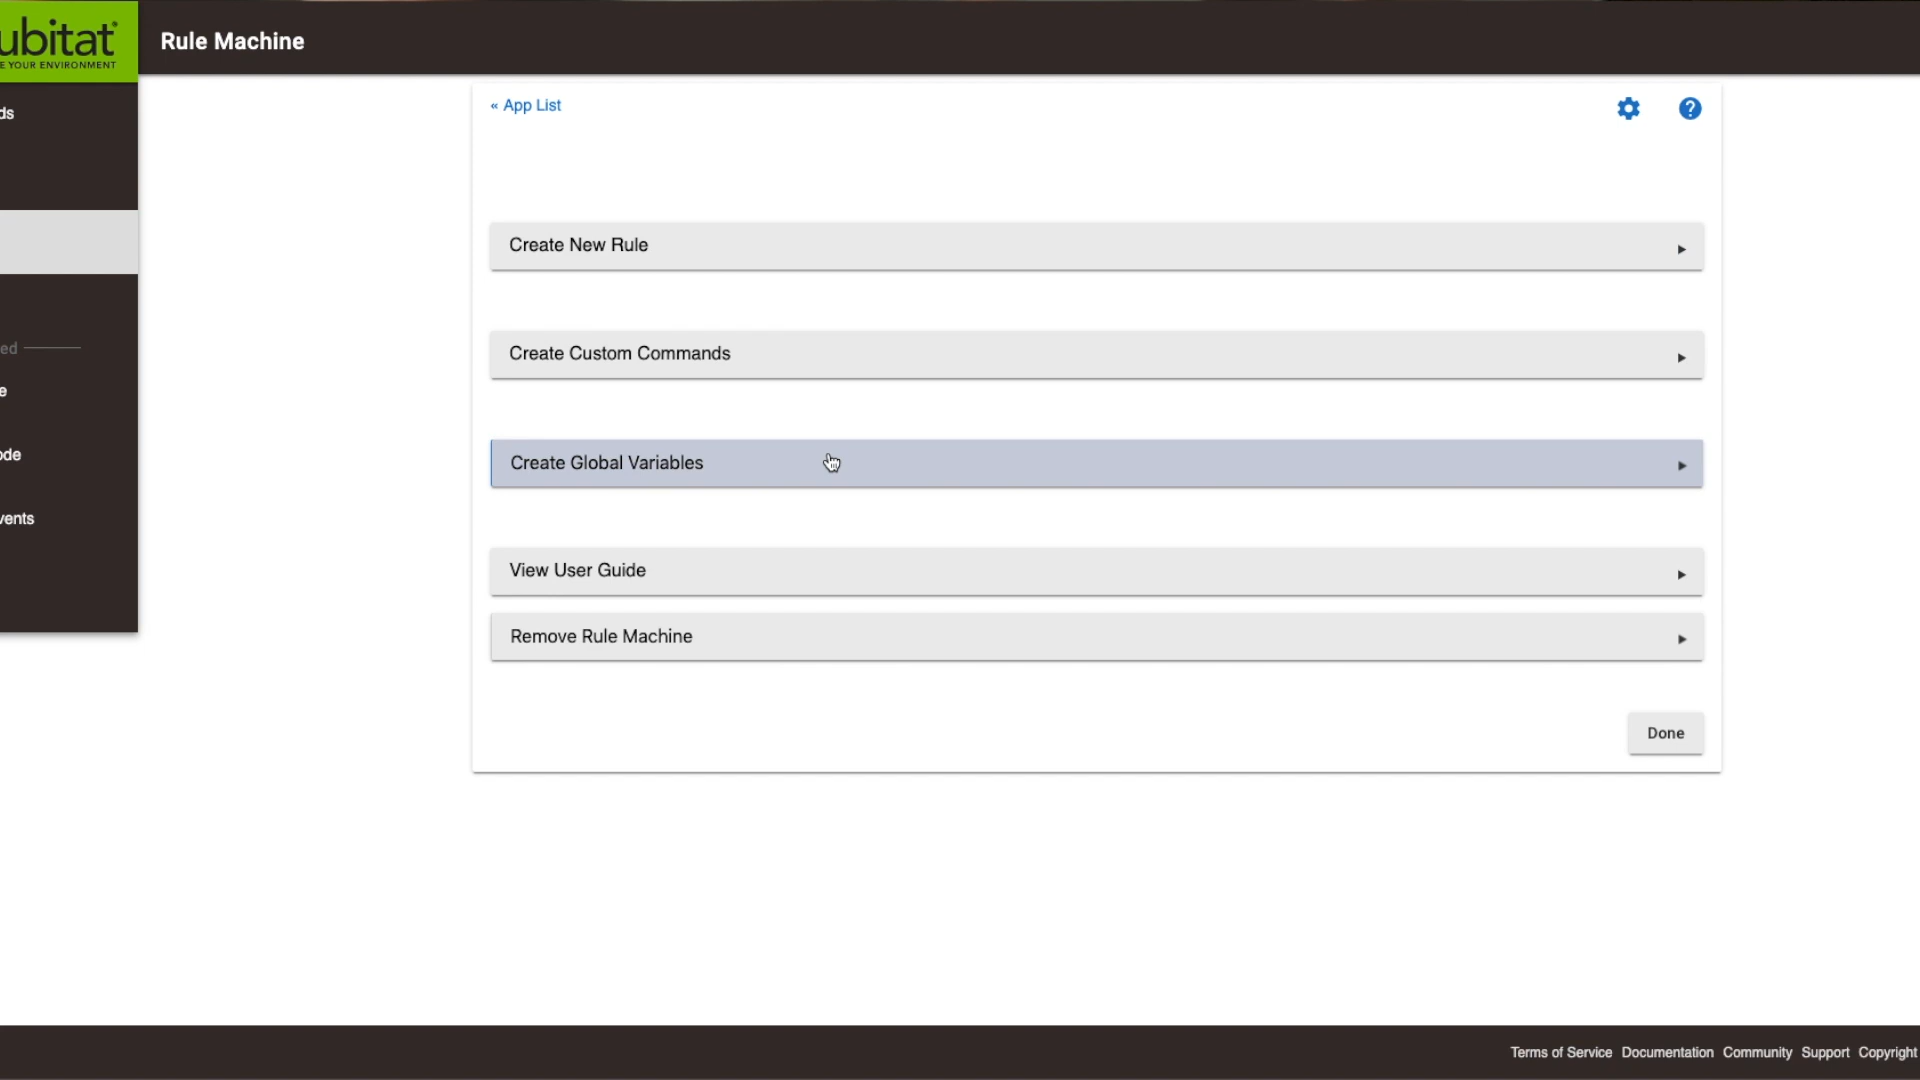 ubitat®
E YOUR ENVIRONMENT
Rule Machine
ds
« App List
Create New Rule
ed
Create Custom Commands
e
ode
Create Global Variables
vents
View User Guide
Remove Rule Machine
Done
Terms of Service Documentation Community Support Copyright